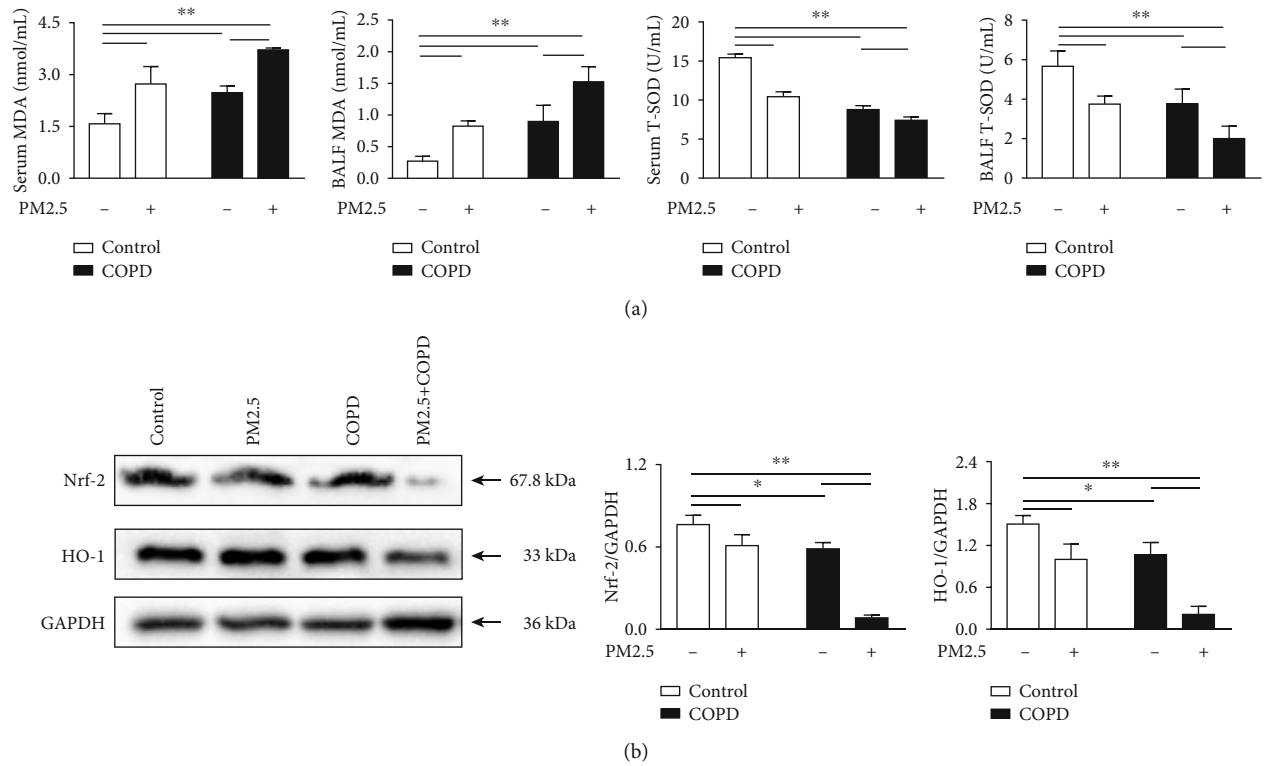 **
4.5
3.0
1.5
0.0
Serum MDA (nmol/mL)
PM2.5 – + – +
Control
COPD
**
2.5
2.0
1.5
1.0
0.5
0.0
BALF MDA (nmol/mL)
PM2.5 – + – +
Control
COPD
**
20
15
10
5
0
Serum T-SOD (U/mL)
PM2.5 – + – +
Control
COPD
**
8
6
4
2
0
BALF T-SOD (U/mL)
PM2.5 – + – +
Control
COPD
(a)
Control
PM2.5
COPD
PM2.5+COPD
Nrf-2 67.8 kDa
HO-1 33 kDa
GAPDH 36 kDa
**
*
1.2
0.6
0.0
Nrf-2/GAPDH
PM2.5 – + – +
Control
COPD
**
*
2.4
1.8
1.2
0.6
0.0
HO-1/GAPDH
PM2.5 – + – +
Control
COPD
(b)